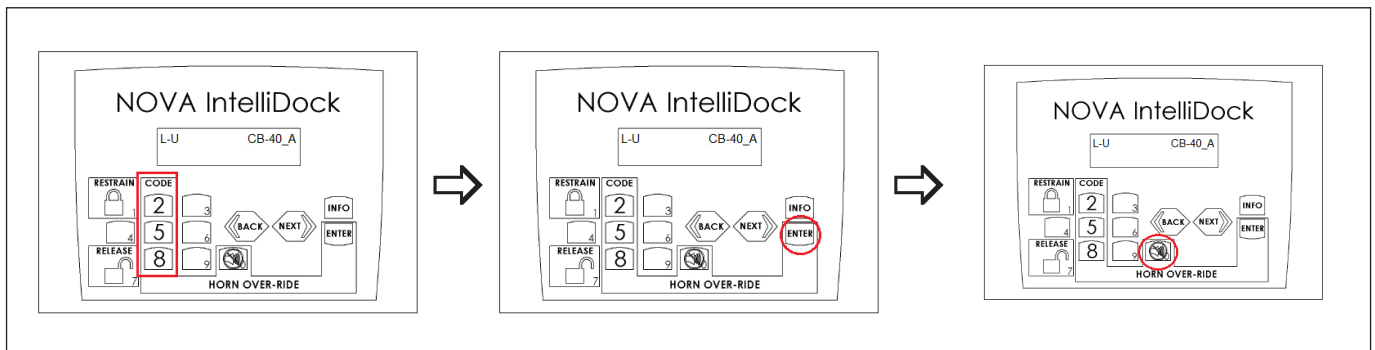 NOVA IntelliDock
L-U CB-40_A
RESTRAIN CODE
1 2 3
INFO
4 5 6
BACK NEXT
ENTER
RELEASE
7 8 9
HORN OVER-RIDE
NOVA IntelliDock
L-U CB-40_A
RESTRAIN CODE
1 2 3
INFO
4 5 6
BACK NEXT
ENTER
RELEASE
7 8 9
HORN OVER-RIDE
NOVA IntelliDock
L-U CB-40_A
RESTRAIN CODE
1 2 3
INFO
4 5 6
BACK NEXT
ENTER
RELEASE
7 8 9
HORN OVER-RIDE